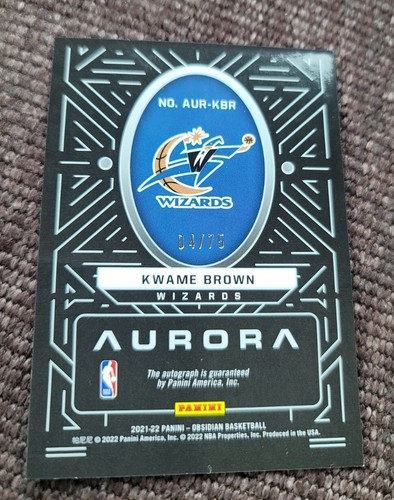 NO. AUR-KBR
W
WIZARDS
04/75
KWAME BROWN
WIZARDS
AURORA
The autograph is guaranteed
by Panini America, Inc.
NBA
PANINI
2021-22 PANINI – OBSIDIAN BASKETBALL
帕尼尼 © 2022 Panini America, Inc. © 2022 NBA Properties, Inc. Produced in the USA.